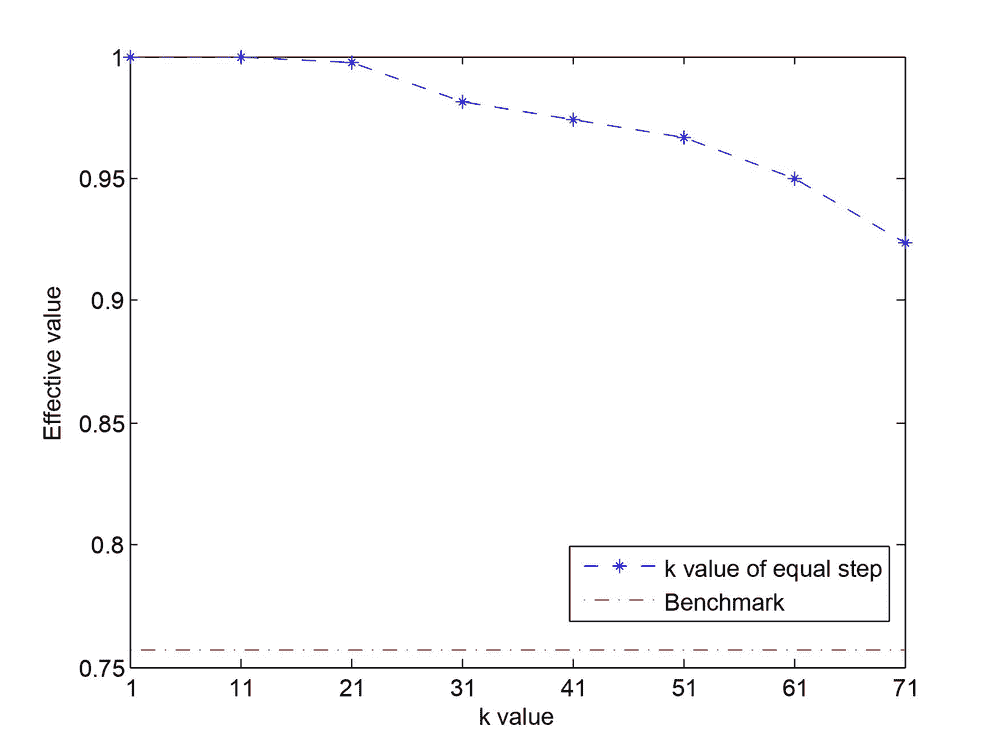 1
0.95
0.9
0.85
0.8
0.75
Effective value
k value of equal step
Benchmark
1 11 21 31 41 51 61 71
k value